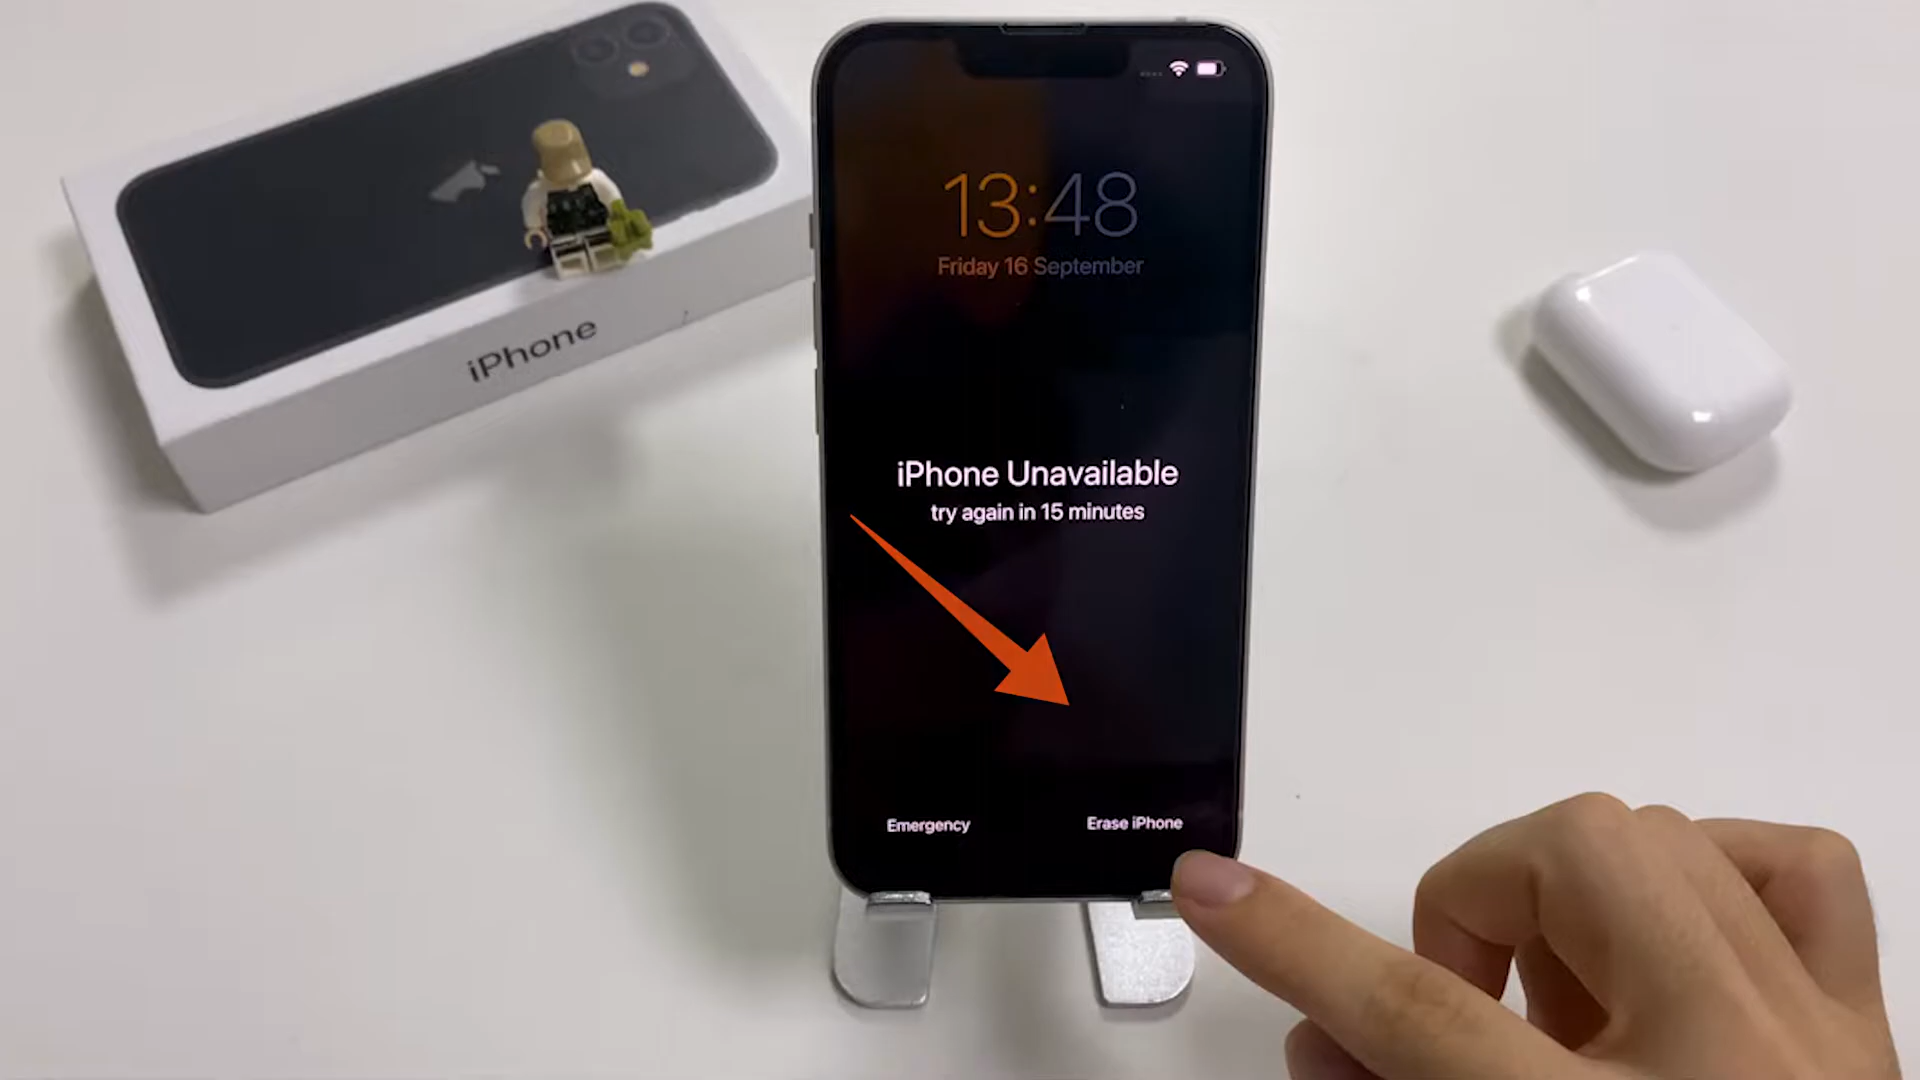 iPhone
13:48
Friday 16 September
iPhone Unavailable
try again in 15 minutes
Emergency
Erase iPhone